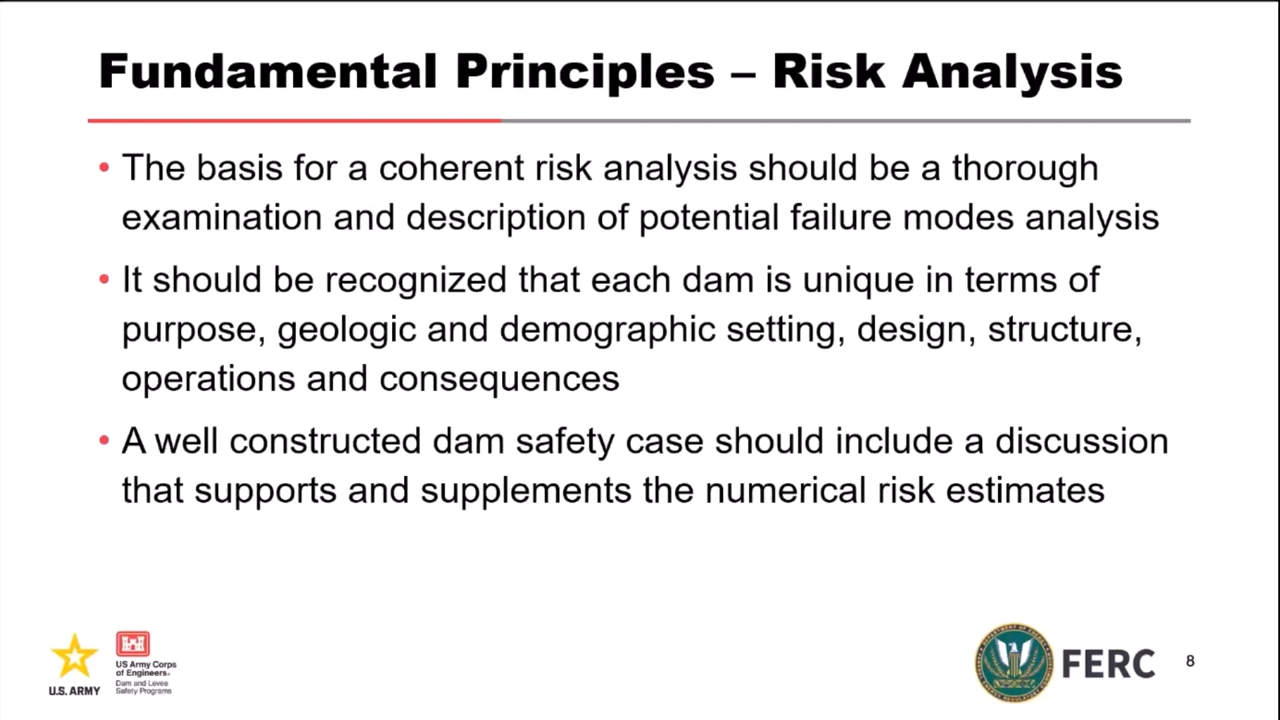 Fundamental Principles – Risk Analysis
• The basis for a coherent risk analysis should be a thorough
examination and description of potential failure modes analysis
• It should be recognized that each dam is unique in terms of
purpose, geologic and demographic setting, design, structure,
operations and consequences
• A well constructed dam safety case should include a discussion
that supports and supplements the numerical risk estimates
U.S. ARMY
US Army Corps
of Engineers.
Dam and Levee
Safety Programs
FERC
8